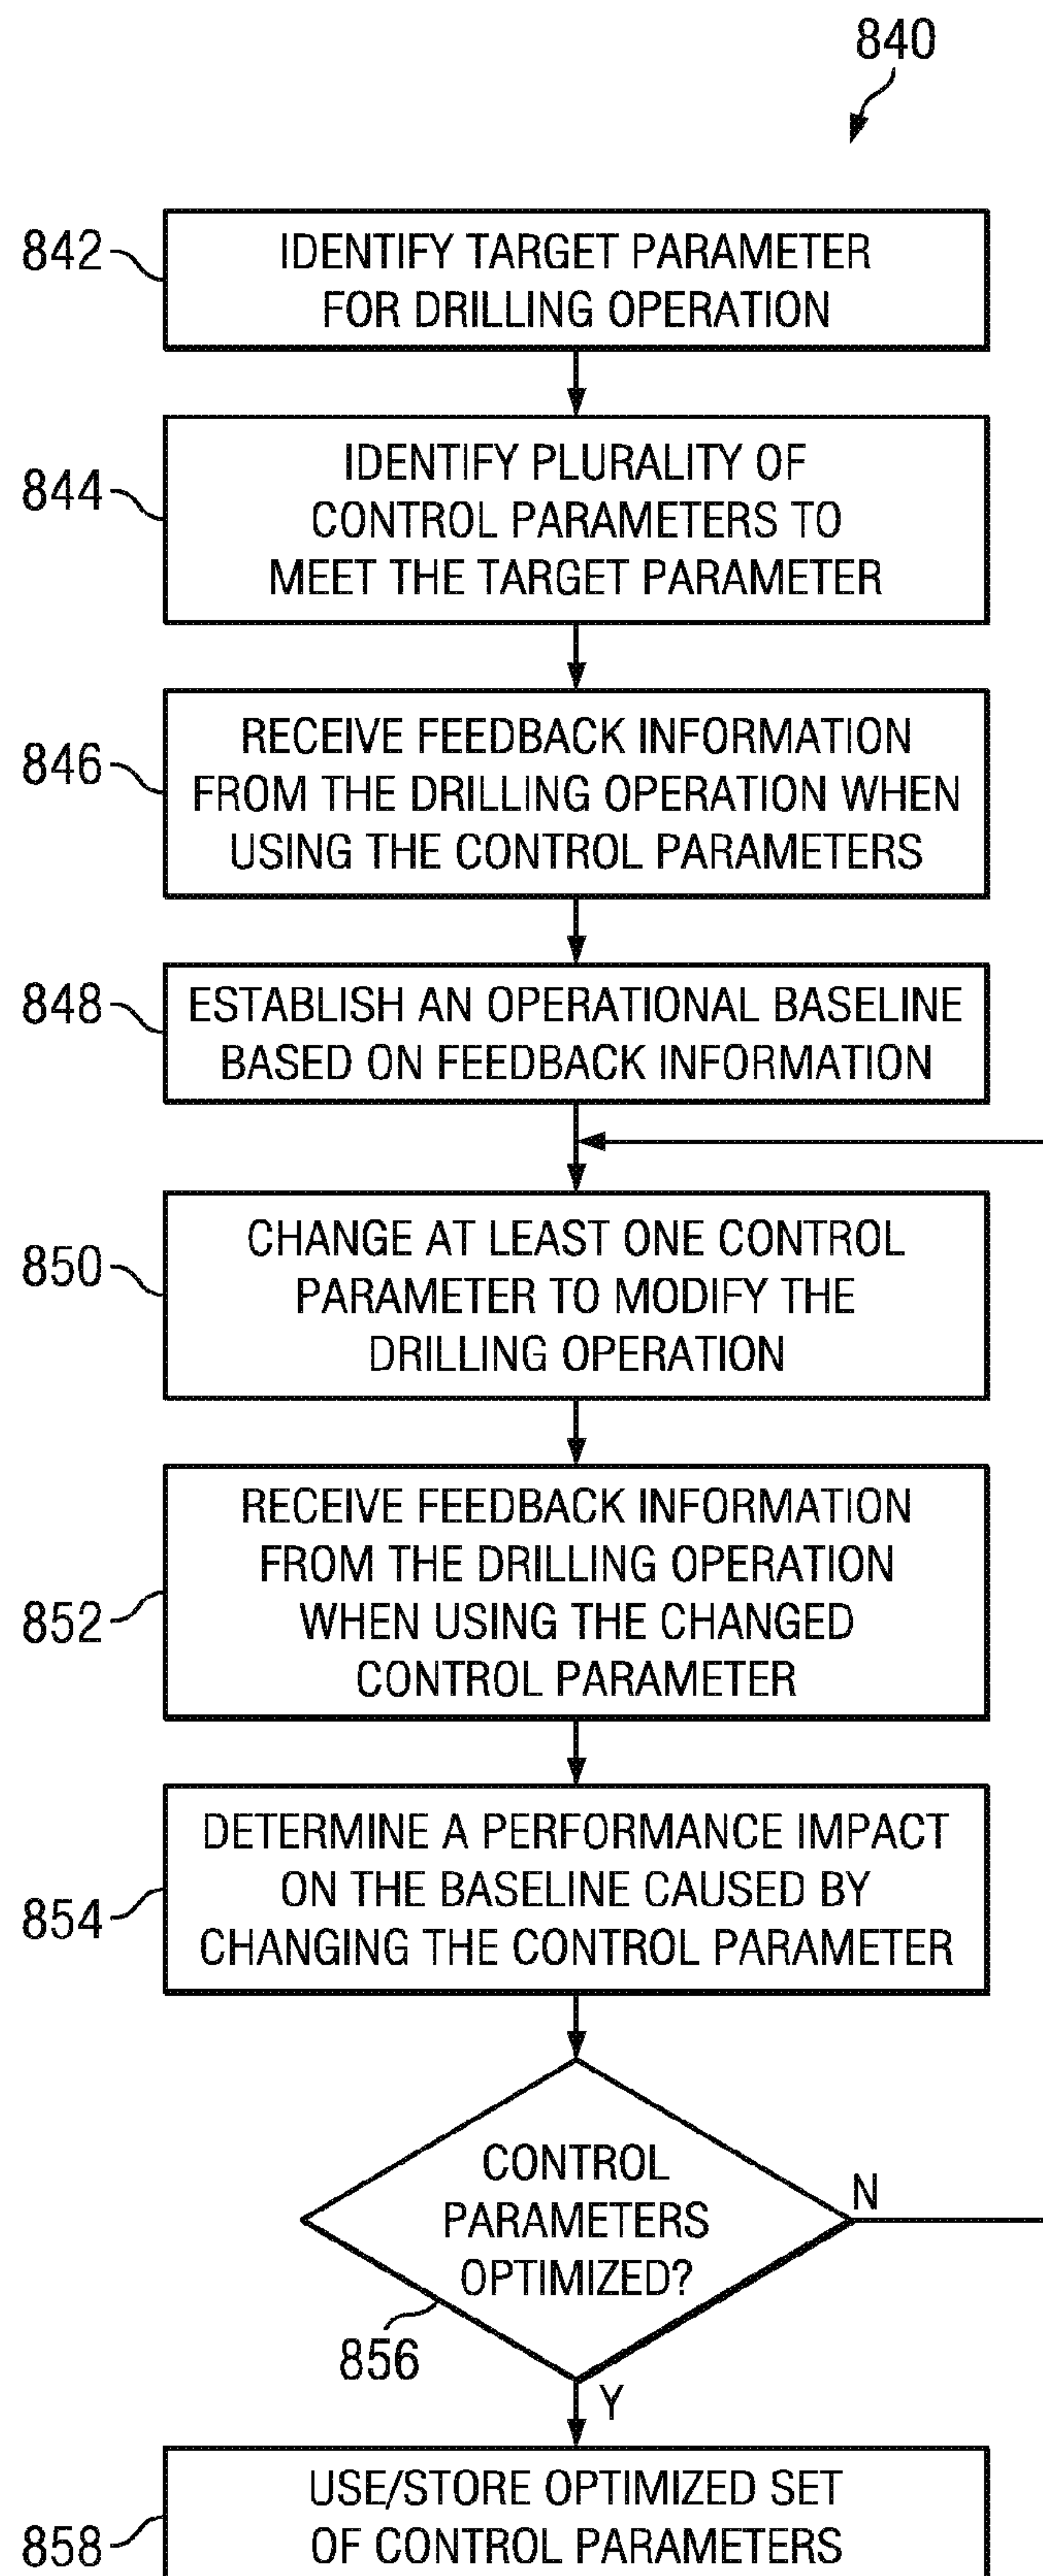 840
842
IDENTIFY TARGET PARAMETER
FOR DRILLING OPERATION
844
IDENTIFY PLURALITY OF
CONTROL PARAMETERS TO
MEET THE TARGET PARAMETER
846
RECEIVE FEEDBACK INFORMATION
FROM THE DRILLING OPERATION WHEN
USING THE CONTROL PARAMETERS
848
ESTABLISH AN OPERATIONAL BASELINE
BASED ON FEEDBACK INFORMATION
850
CHANGE AT LEAST ONE CONTROL
PARAMETER TO MODIFY THE
DRILLING OPERATION
852
RECEIVE FEEDBACK INFORMATION
FROM THE DRILLING OPERATION
WHEN USING THE CHANGED
CONTROL PARAMETER
854
DETERMINE A PERFORMANCE IMPACT
ON THE BASELINE CAUSED BY
CHANGING THE CONTROL PARAMETER
CONTROL
PARAMETERS
OPTIMIZED?
N
856
Y
858
USE/STORE OPTIMIZED SET
OF CONTROL PARAMETERS